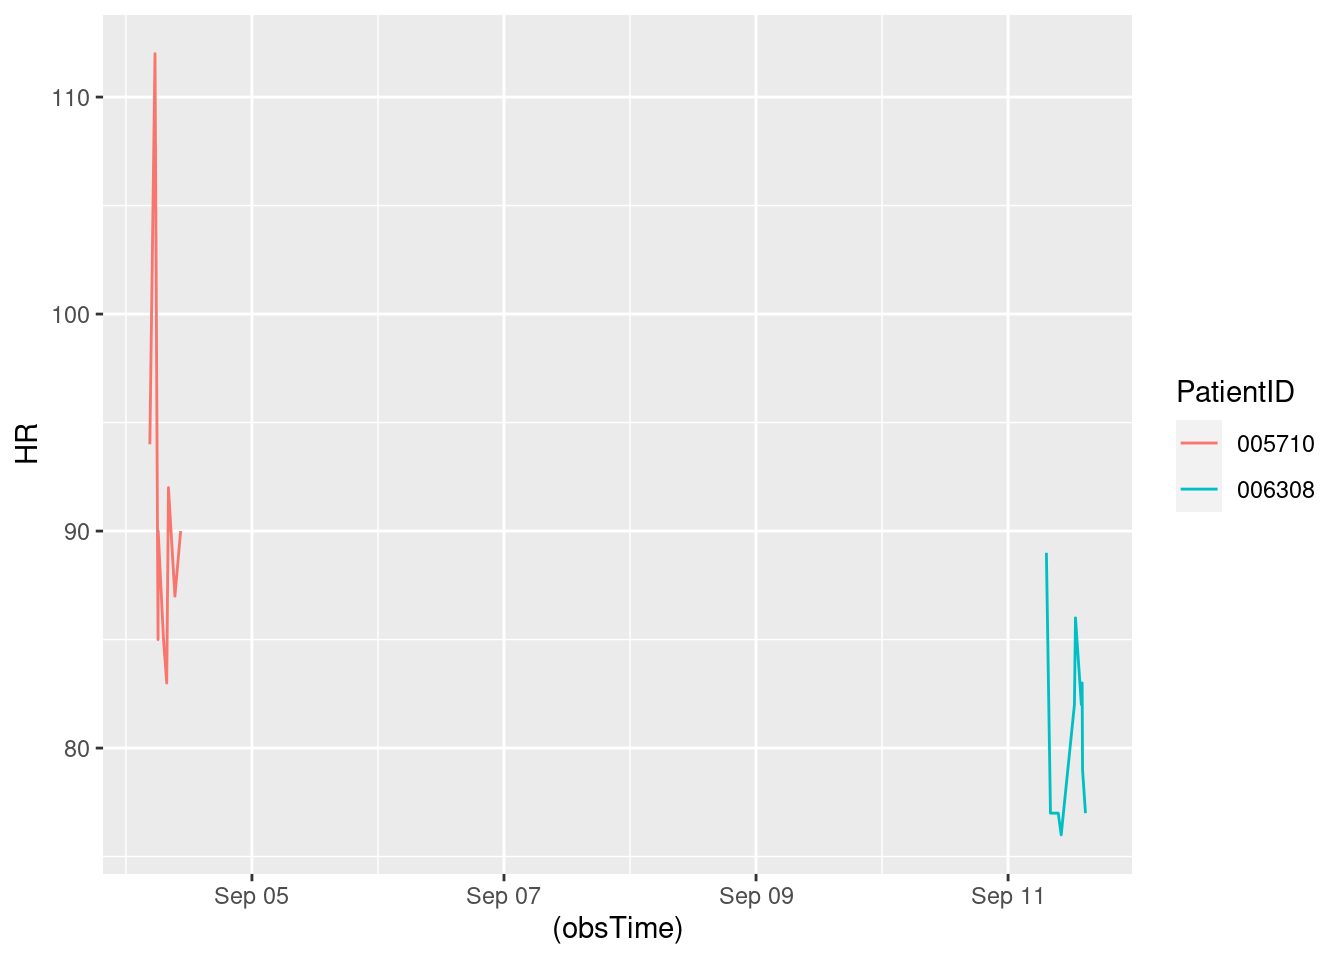 110
100
90
80
HR
Sep 05
Sep 07
Sep 09
Sep 11
(obsTime)
PatientID
005710
006308